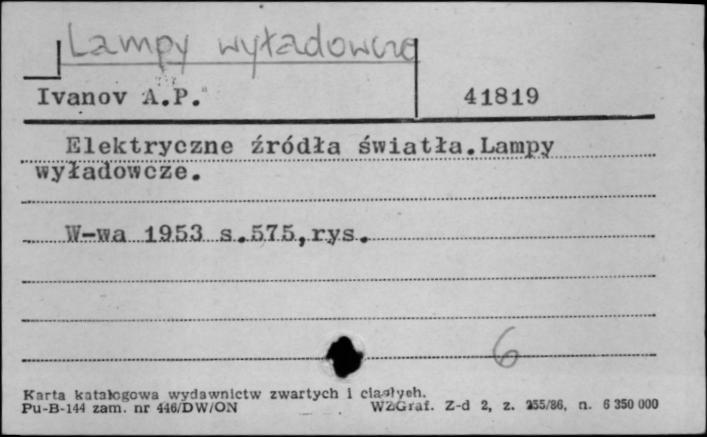 Lampy wyładowcze
Ivanov A.P. 41819
Elektryczne źródła światła.Lampy
wyładowcze.
W-wa 1953 s.575,rys.
6
Karta katalogowa wydawnictw zwartych i ciągłych.
Pu-B-144 zam. nr 446/DW/ON WZGraf. Z-d 2, z. 255/86, n. 6 350 000